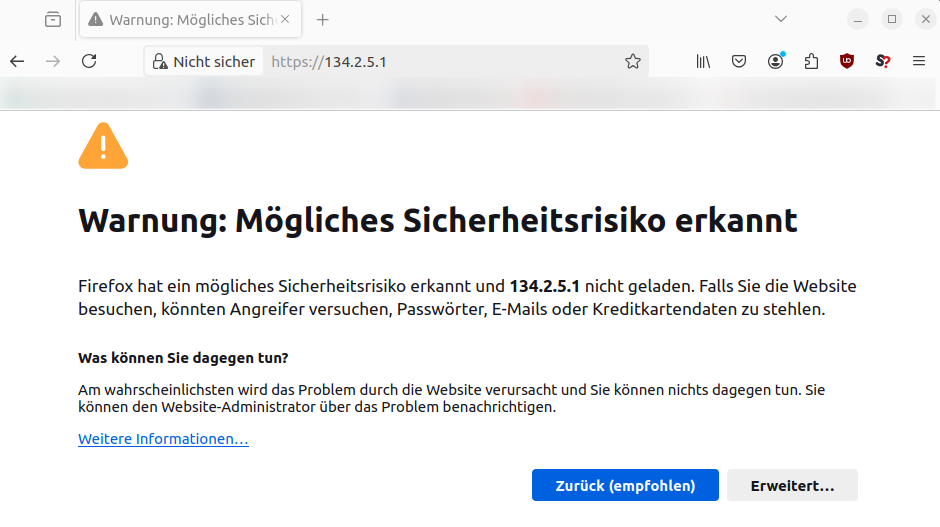 Warnung: Mögliches Siche
Nicht sicher https://134.2.5.1
Warnung: Mögliches Sicherheitsrisiko erkannt
Firefox hat ein mögliches Sicherheitsrisiko erkannt und 134.2.5.1 nicht geladen. Falls Sie die Website
besuchen, könnten Angreifer versuchen, Passwörter, E-Mails oder Kreditkartendaten zu stehlen.
Was können Sie dagegen tun?
Am wahrscheinlichsten wird das Problem durch die Website verursacht und Sie können nichts dagegen tun. Sie
können den Website-Administrator über das Problem benachrichtigen.
Weitere Informationen…
Zurück (empfohlen) Erweitert…